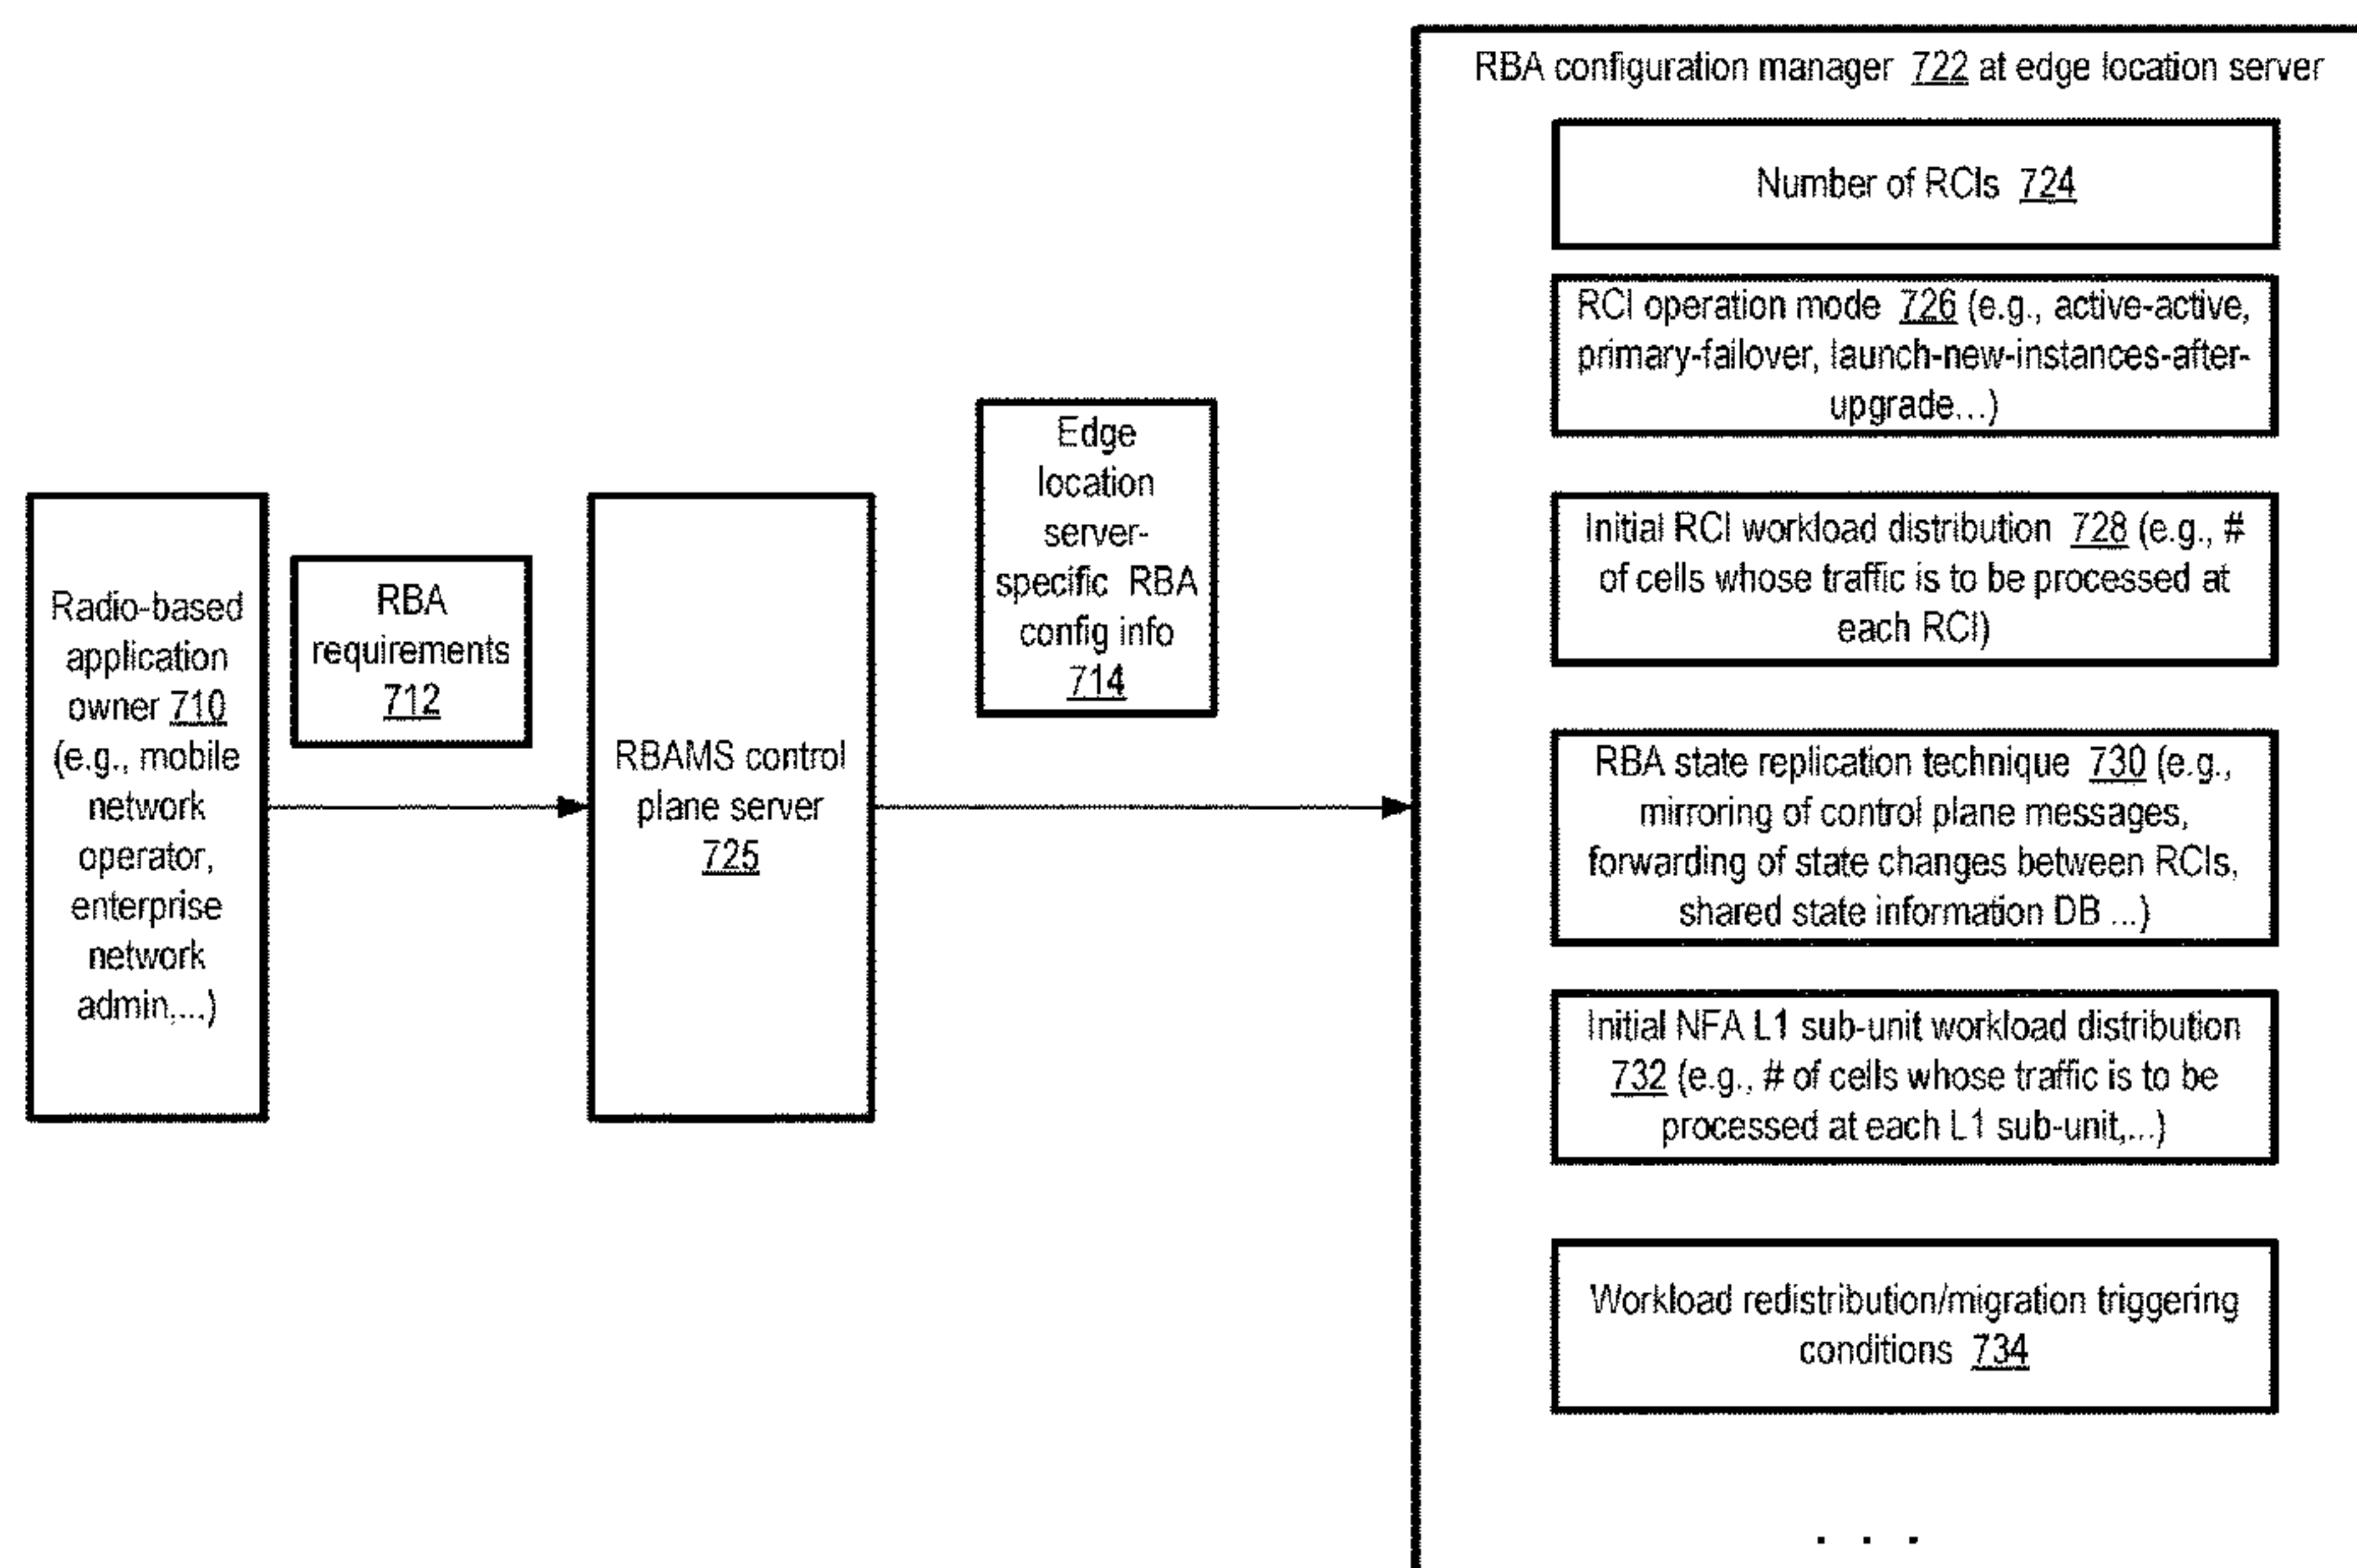 RBA configuration manager 722 at edge location server
Number of RCIs 724
RCI operation mode 726 (e.g., active-active,
primary-failover, launch-new-instances-after-
upgrade...)
Initial RCI workload distribution 728 (e.g., #
of cells whose traffic is to be processed at
each RCI)
RBA state replication technique 730 (e.g.,
mirroring of control plane messages,
forwarding of state changes between RCIs,
shared state information DB ...)
Initial NFA L1 sub-unit workload distribution
732 (e.g., # of cells whose traffic is to be
processed at each L1 sub-unit,...)
Workload redistribution/migration triggering
conditions 734
. . .
Edge
location
server-
specific RBA
config info
714
Radio-based
application
owner 710
(e.g., mobile
network
operator,
enterprise
network
admin,...)
RBA
requirements
712
RBAMS control
plane server
725